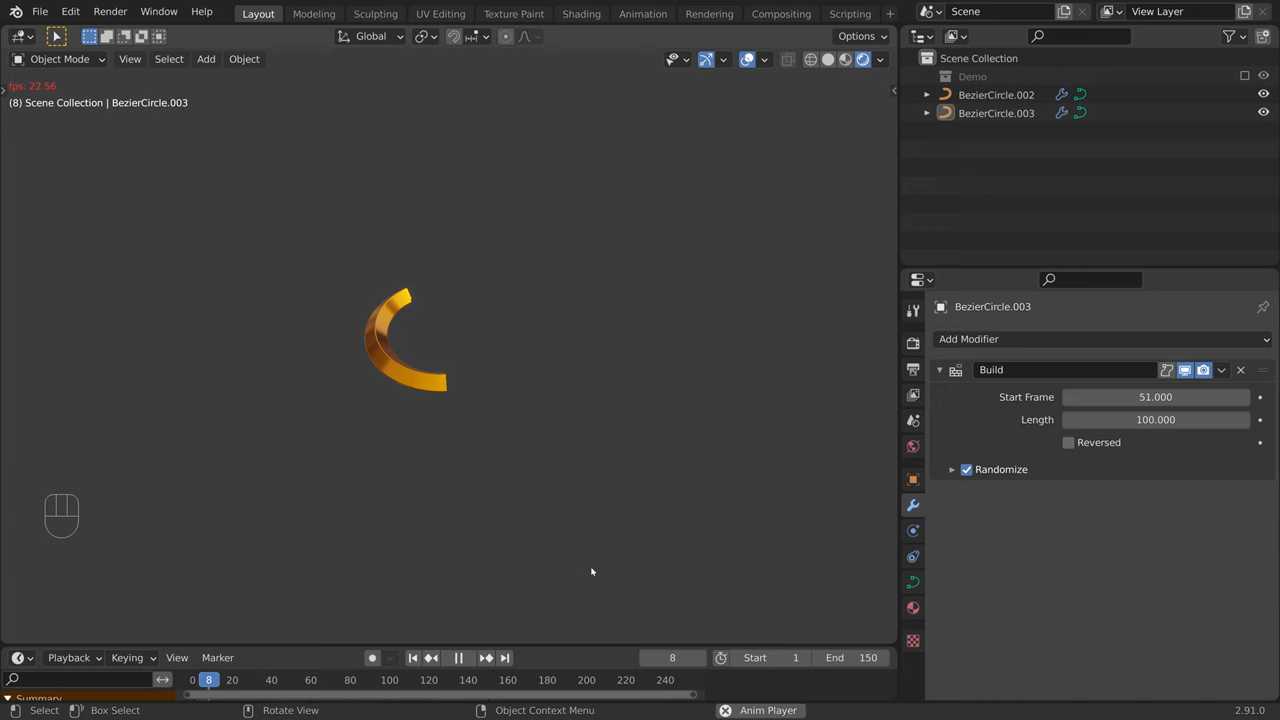 File Edit Render Window Help Layout Modeling Sculpting UV Editing Texture Paint Shading Animation Rendering Compositing Scripting + Scene View Layer
Global Options
Object Mode View Select Add Object
fps: 22.56
(8) Scene Collection | BezierCircle.003
Scene Collection
Demo
BezierCircle.002
BezierCircle.003
BezierCircle.003
Add Modifier
Build
Start Frame 51.000
Length 100.000
Reversed
Randomize
Playback Keying View Marker 8 Start 1 End 150
0 8 20 40 60 80 100 120 140 160 180 200 220 240
Summary
Select Box Select Rotate View Object Context Menu Anim Player 2.91.0